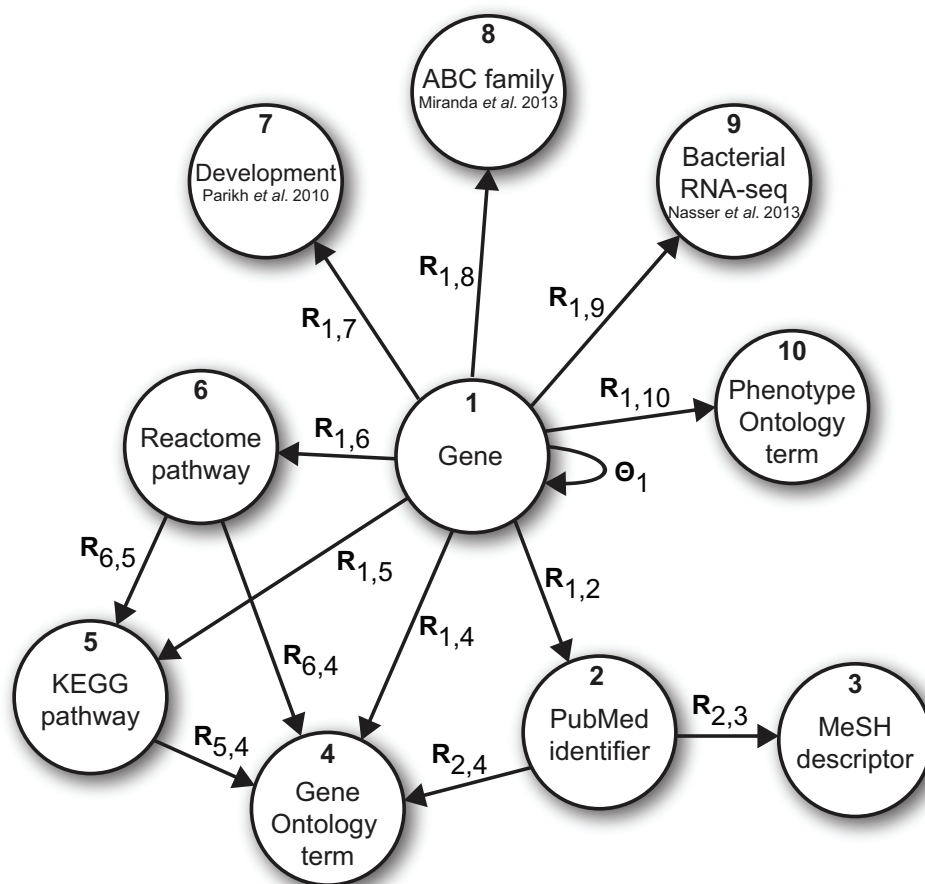 8
ABC family
Miranda et al. 2013
7
Development
Parikh et al. 2010
9
Bacterial
RNA-seq
Nasser et al. 2013
R1,8
R1,7
R1,9
10
Phenotype
Ontology
term
R1,10
6
Reactome
pathway
R1,6
1
Gene
Θ1
R6,5
R1,5
R1,2
R1,4
R6,4
5
KEGG
pathway
2
PubMed
identifier
R2,3
3
MeSH
descriptor
R5,4
4
Gene
Ontology
term
R2,4